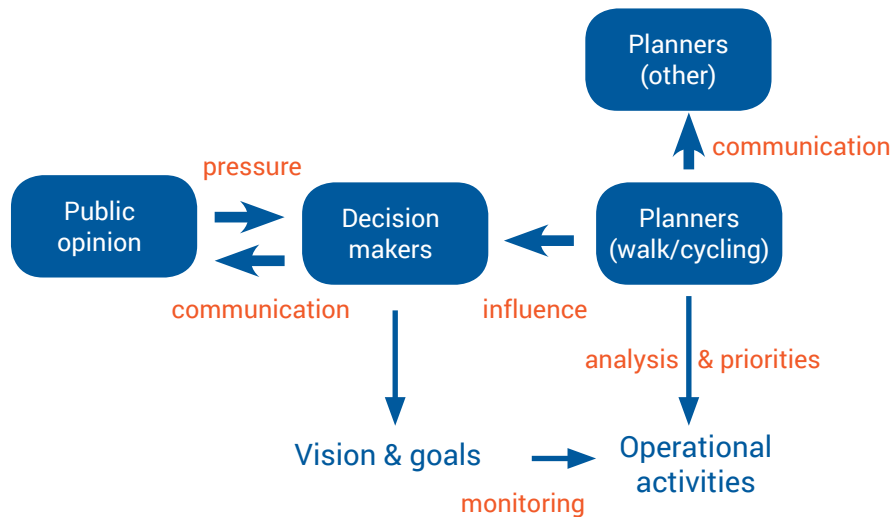 Planners
(other)
communication
pressure
Public
opinion
Decision
makers
Planners
(walk/cycling)
communication
influence
analysis & priorities
Vision & goals
Operational
activities
monitoring